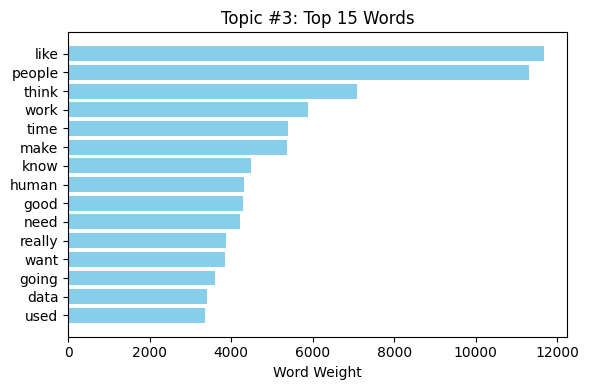 Topic #3: Top 15 Words
like
people
think
work
time
make
know
human
good
need
really
want
going
data
used
0 2000 4000 6000 8000 10000 12000
Word Weight